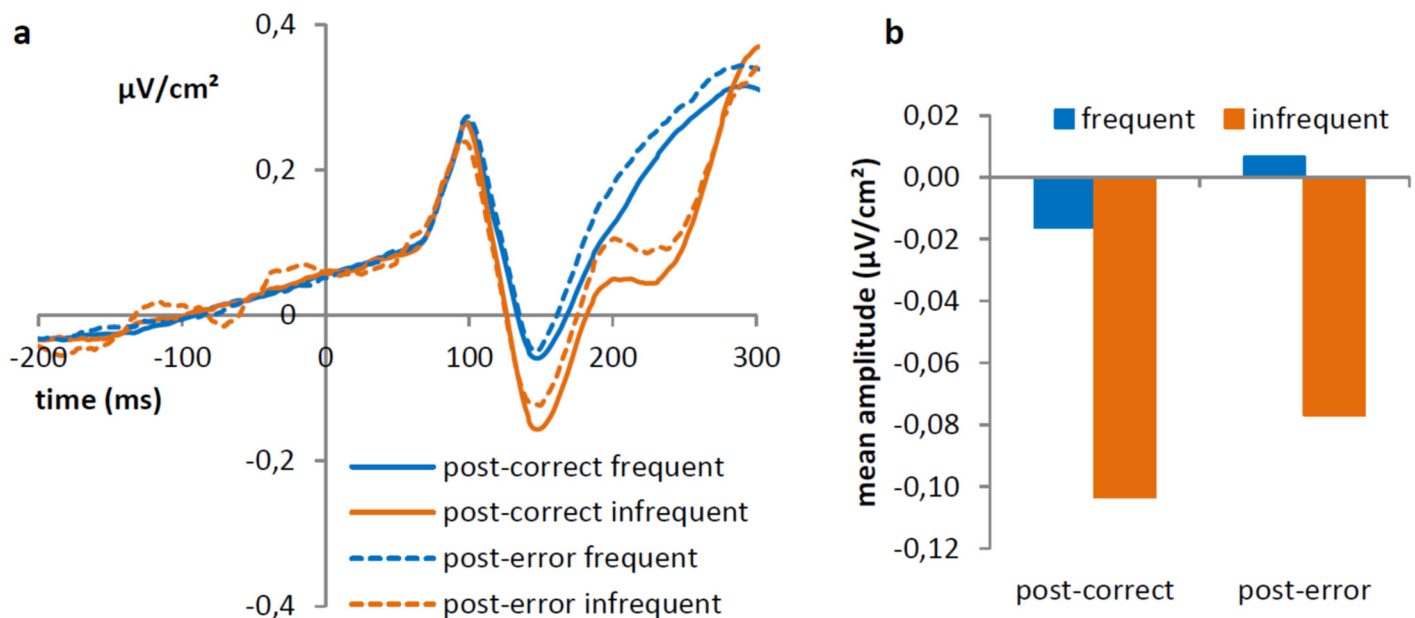 a
µV/cm²
0,4
0,2
0
-0,2
-0,4
-200
-100
0
100
200
300
time (ms)
post-correct frequent
post-correct infrequent
post-error frequent
post-error infrequent
b
frequent
infrequent
mean amplitude (µV/cm²)
0,02
0,00
-0,02
-0,04
-0,06
-0,08
-0,10
-0,12
post-correct
post-error